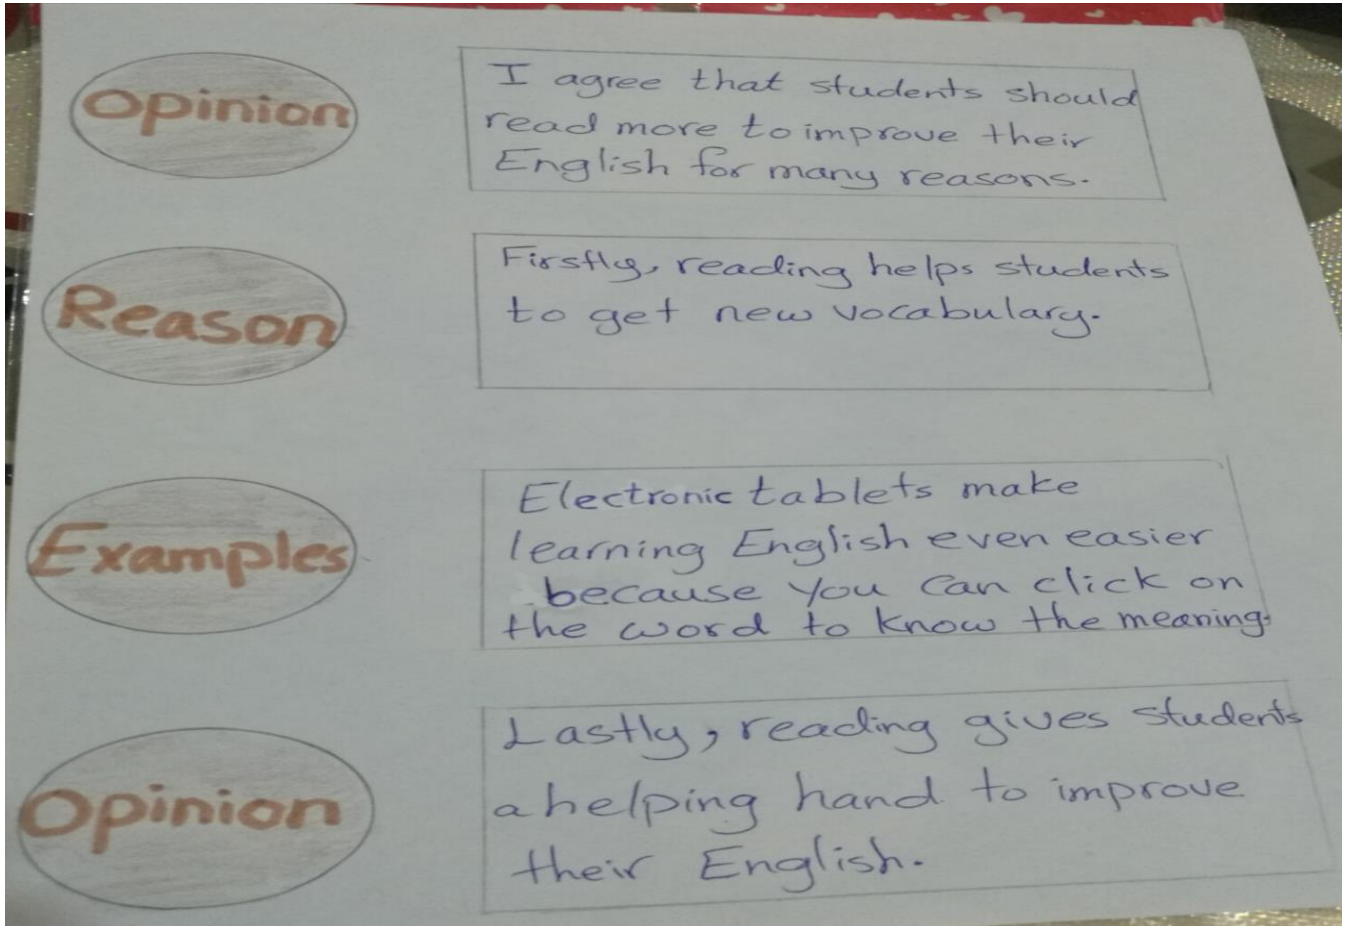 Opinion
I agree that students should
read more to improve their
English for many reasons.
Reason
Firstly, reading helps students
to get new vocabulary.
Examples
Electronic tablets make
learning English even easier
because you can click on
the word to know the meaning.
Opinion
Lastly, reading gives students
a helping hand to improve
their English.